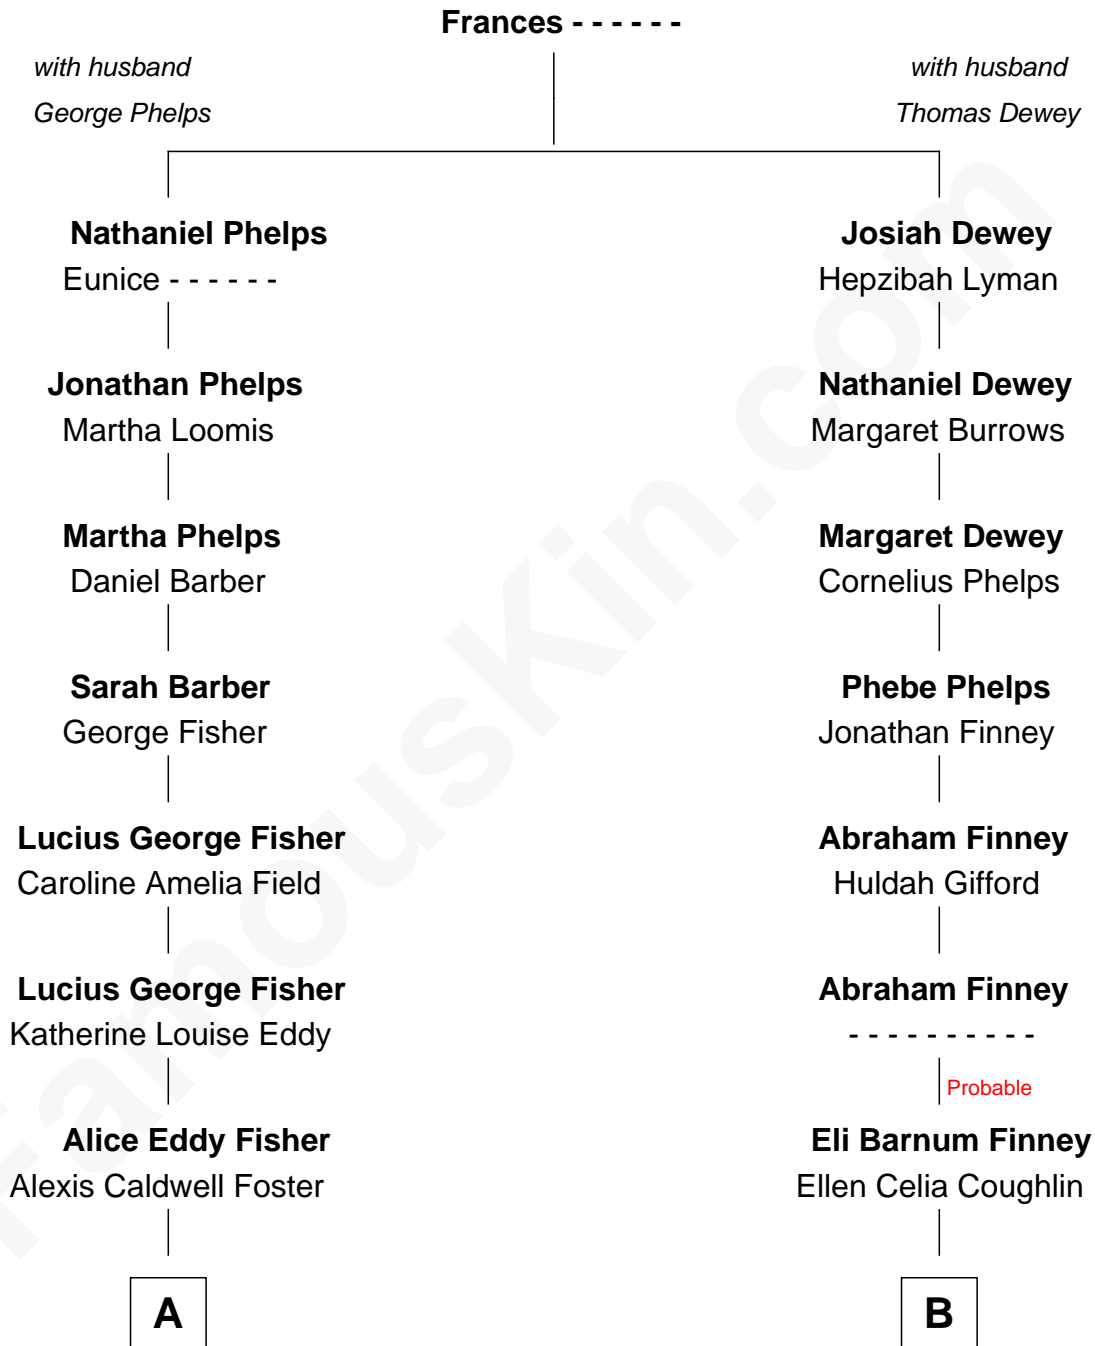 Frances - - - - - -
with husband
George Phelps
with husband
Thomas Dewey
Nathaniel Phelps
Eunice - - - - - -
Josiah Dewey
Hepzibah Lyman
Jonathan Phelps
Martha Loomis
Nathaniel Dewey
Margaret Burrows
Martha Phelps
Daniel Barber
Margaret Dewey
Cornelius Phelps
Sarah Barber
George Fisher
Phebe Phelps
Jonathan Finney
Lucius George Fisher
Caroline Amelia Field
Abraham Finney
Huldah Gifford
Lucius George Fisher
Katherine Louise Eddy
Abraham Finney
- - - - - - - - - -
Probable
Alice Eddy Fisher
Alexis Caldwell Foster
Eli Barnum Finney
Ellen Celia Coughlin
A
B
FamousKin.com